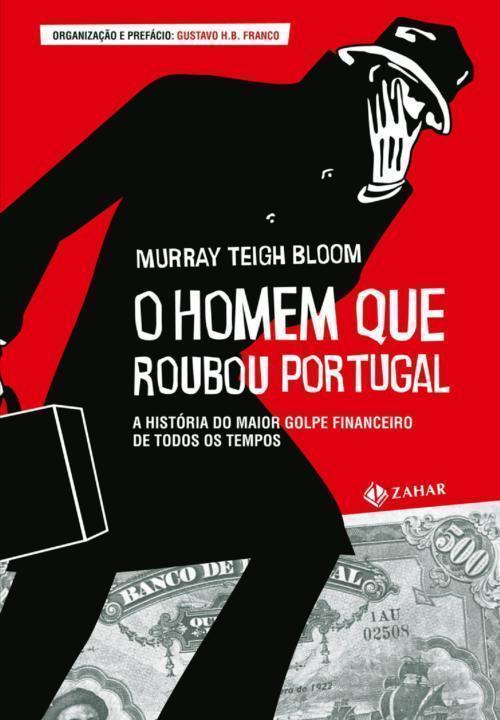 ORGANIZAÇÃO E PREFÁCIO: GUSTAVO H.B. FRANCO
MURRAY TEIGH BLOOM
O HOMEM QUE
ROUBOU PORTUGAL
A HISTÓRIA DO MAIOR GOLPE FINANCEIRO
DE TODOS OS TEMPOS
ZAHAR
500
BANCO DE
1AU
02508
de 1922